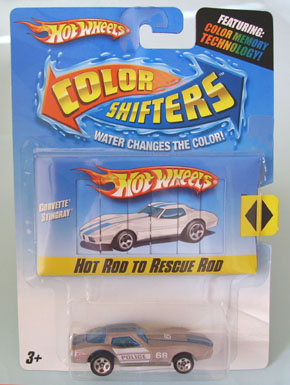 HOT WHEELS
FEATURING:
COLOR MEMORY
TECHNOLOGY!
COLOR
SHIFTERS
WATER CHANGES THE COLOR!
HOT WHEELS
CORVETTE
STINGRAY
HOT ROD TO RESCUE ROD
POLICE 68
3+